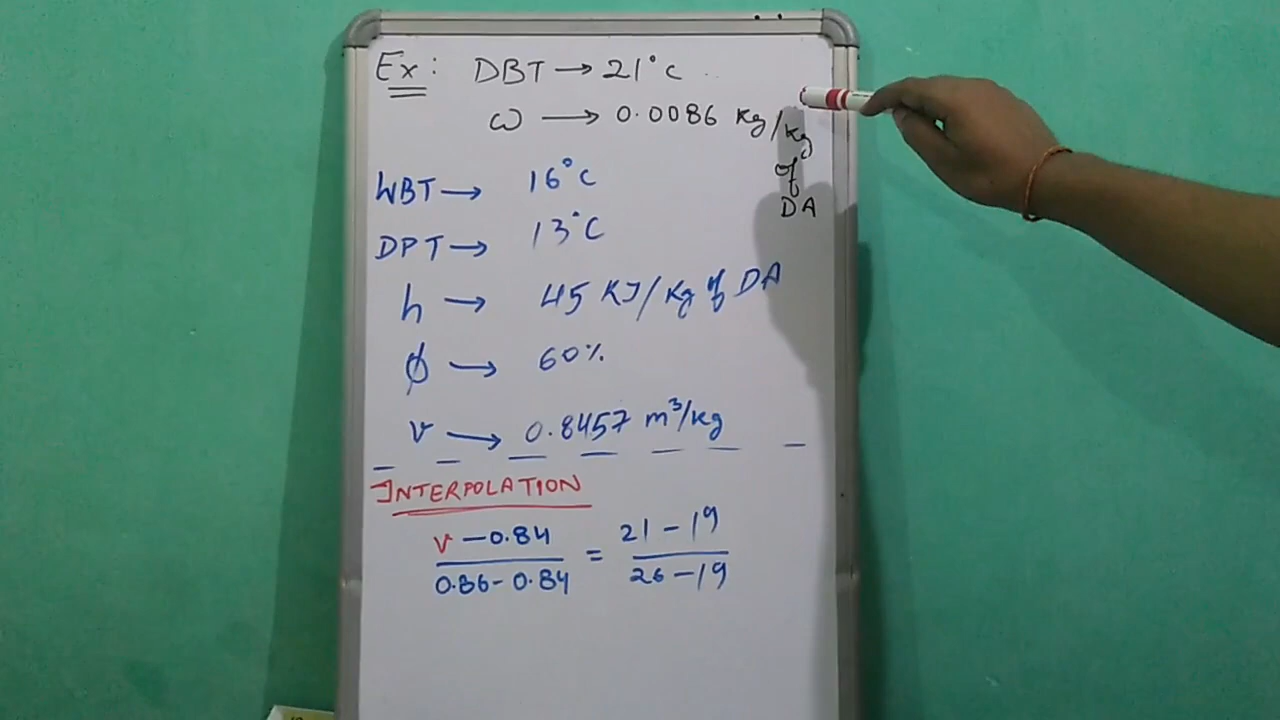 Ex: DBT → 21°C
ω → 0.0086 Kg/Kg of DA
WBT → 16°C
DPT → 13°C
h → 45 KJ/Kg of DA
ϕ → 60%
v → 0.8457 m³/Kg
INTERPOLATION
v - 0.84 / 0.86 - 0.84 = 21 - 19 / 26 - 19